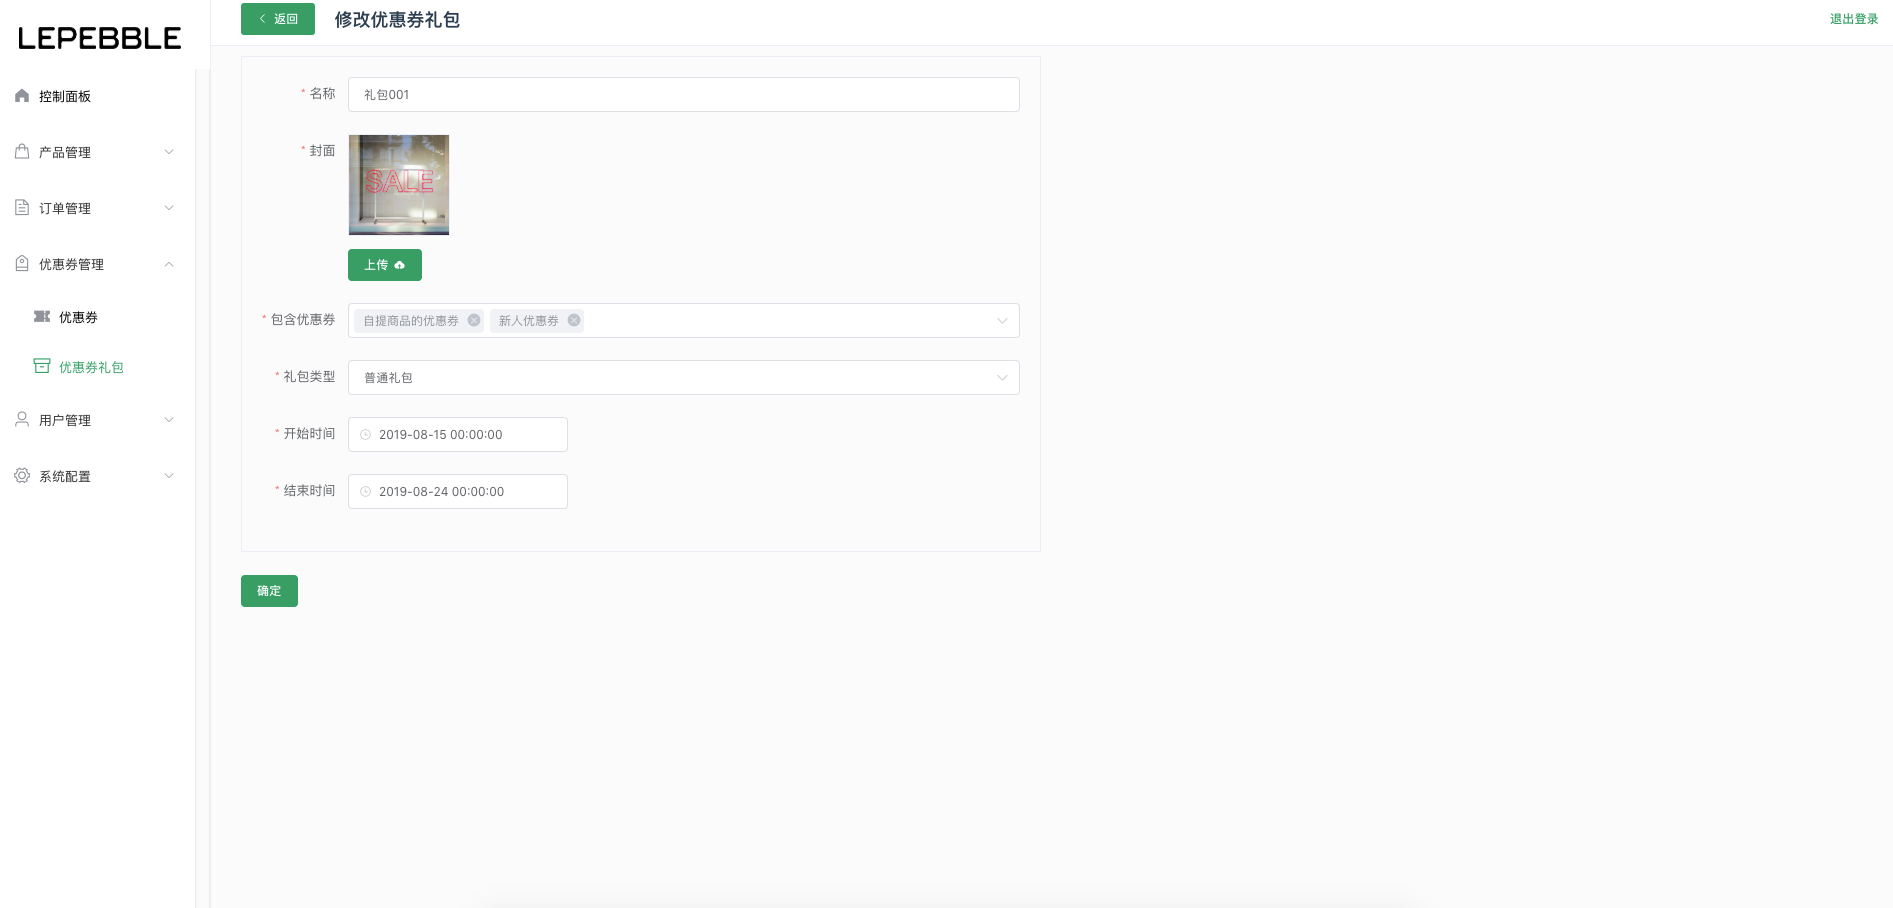 LEPEBBLE
控制面板
产品管理
订单管理
优惠券管理
优惠券
优惠券礼包
用户管理
系统配置
返回 修改优惠券礼包 退出登录
* 名称 礼包001
* 封面
SALE
上传
* 包含优惠券 自提商品的优惠券 新人优惠券
* 礼包类型 普通礼包
* 开始时间 2019-08-15 00:00:00
* 结束时间 2019-08-24 00:00:00
确定